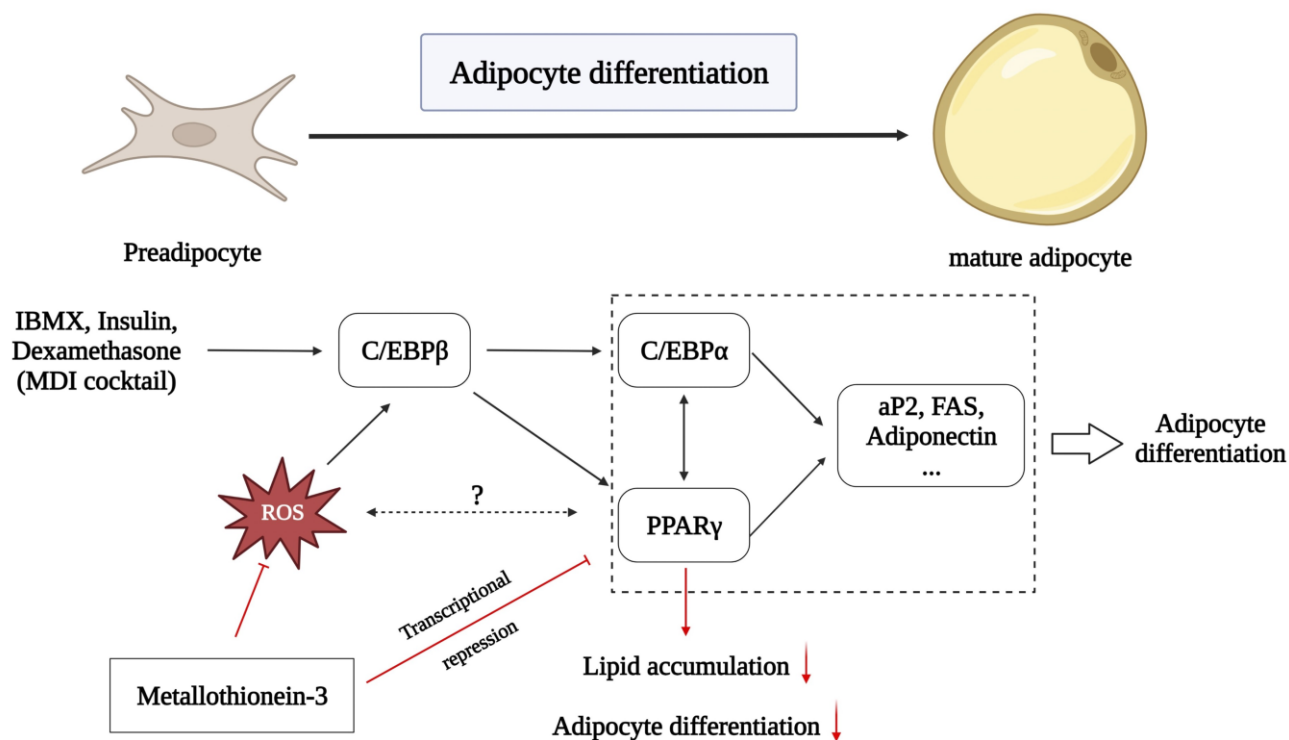 Adipocyte differentiation
Preadipocyte
mature adipocyte
IBMX, Insulin,
Dexamethasone
(MDI cocktail)
C/EBPβ
C/EBPα
aP2, FAS,
Adiponectin
...
Adipocyte
differentiation
ROS
?
PPARγ
Transcriptional
repression
Metallothionein-3
Lipid accumulation
Adipocyte differentiation